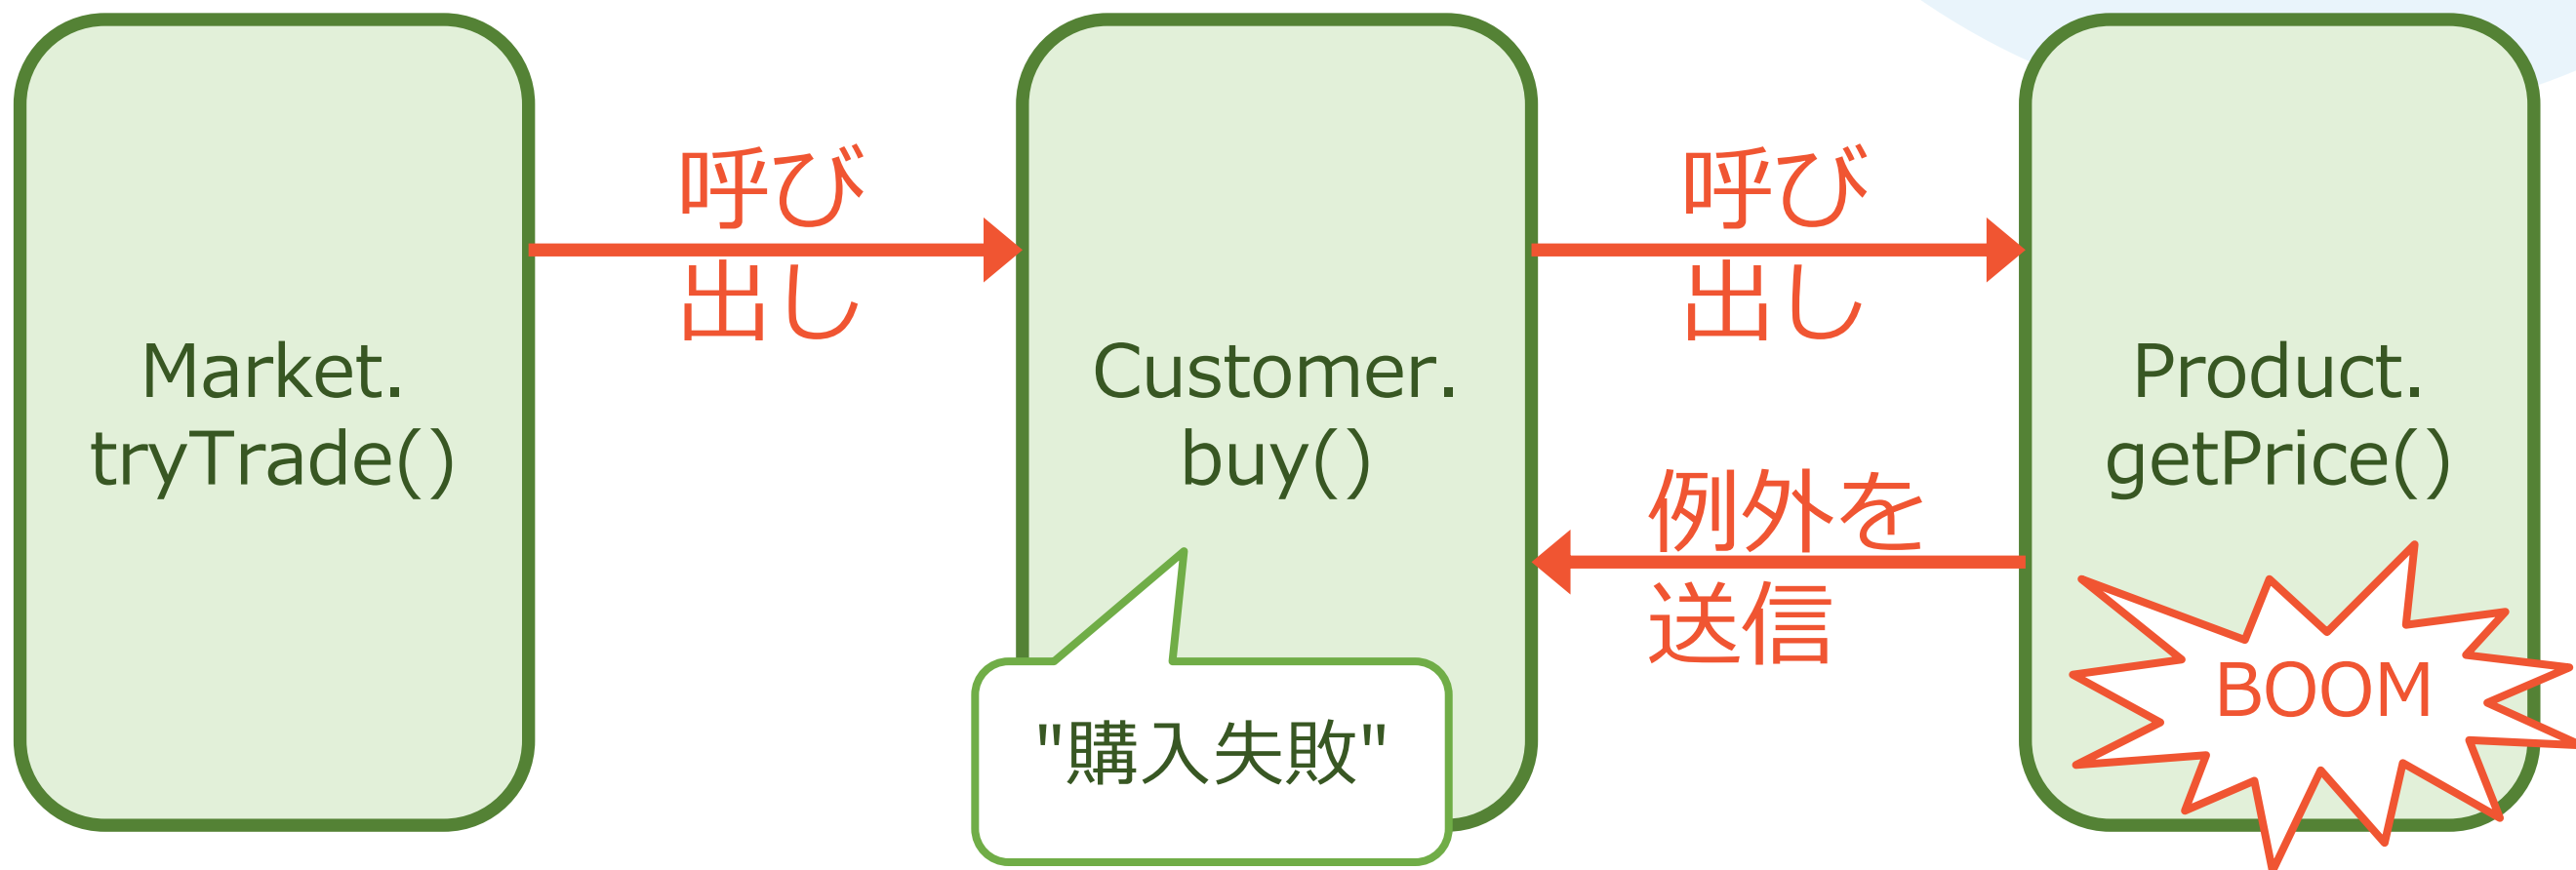 Market.
tryTrade()
呼び
出し
Customer.
buy()
"購入失敗"
呼び
出し
例外を
送信
Product.
getPrice()
BOOM